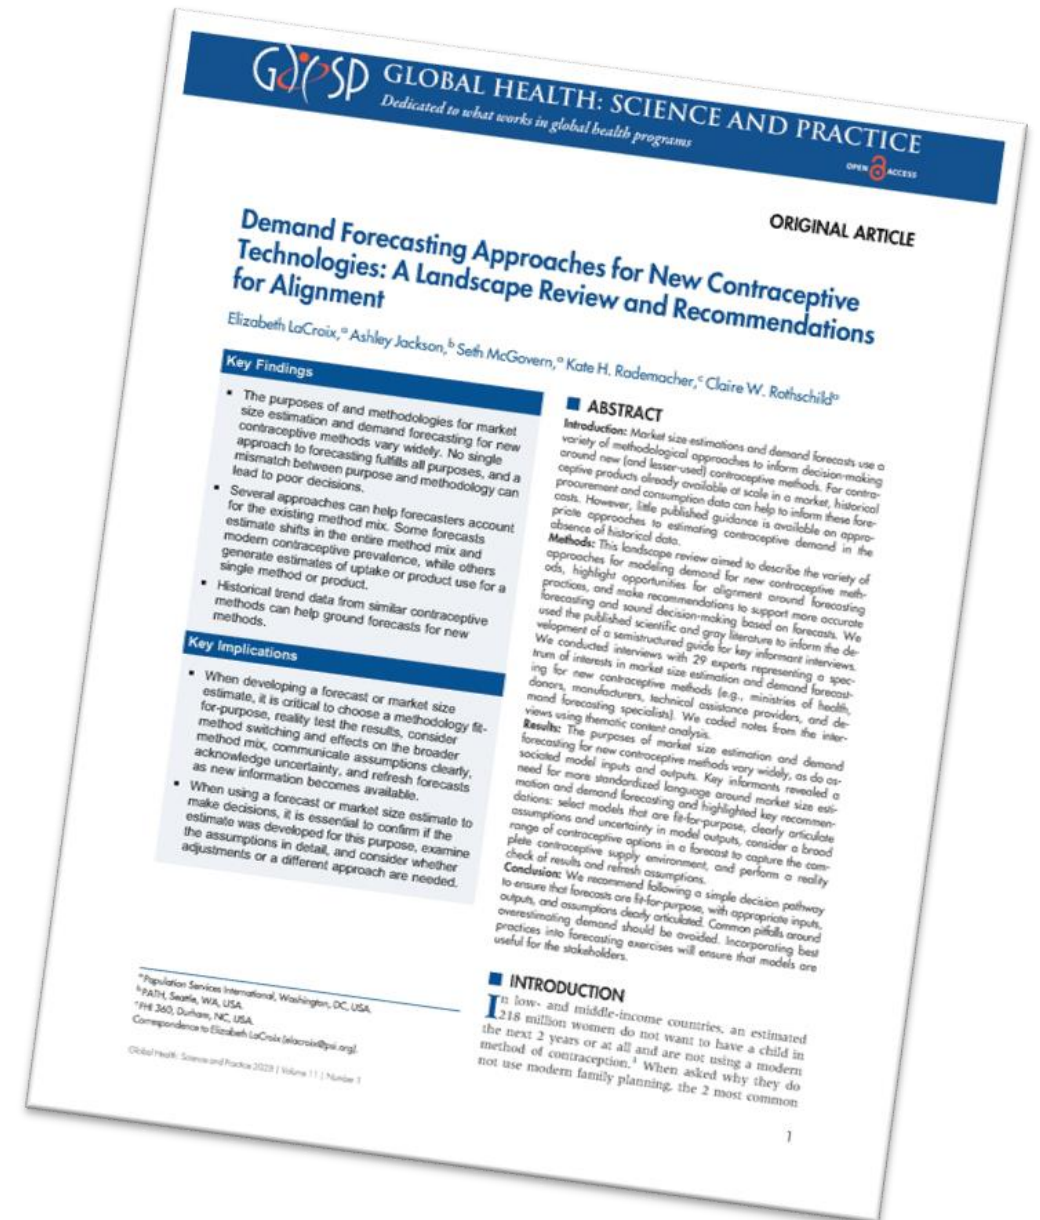 GHSP GLOBAL HEALTH: SCIENCE AND PRACTICE
Dedicated to what works in global health programs
OPEN ACCESS
ORIGINAL ARTICLE
Demand Forecasting Approaches for New Contraceptive
Technologies: A Landscape Review and Recommendations
for Alignment
Elizabeth LaCroix,a Ashley Jackson,b Seth McGovern,a Kate H. Rademacher,c Claire W. Rothschilda
Key Findings
▪ The purposes of and methodologies for market
size estimation and demand forecasting for new
contraceptive methods vary widely. No single
approach to forecasting fulfills all purposes, and a
mismatch between purpose and methodology can
lead to poor decisions.
▪ Several approaches can help forecasters account
for the existing method mix. Some forecasts
estimate shifts in the entire method mix and
modern contraceptive prevalence, while others
generate estimates of uptake or product use for a
single method or product.
▪ Historical trend data from similar contraceptive
methods can help ground forecasts for new
methods.
Key Implications
▪ When developing a forecast or market size
estimate, it is critical to choose a methodology fit-
for-purpose, reality test the results, consider
method switching and effects on the broader
method mix, communicate assumptions clearly,
acknowledge uncertainty, and refresh forecasts
as new information becomes available.
▪ When using a forecast or market size estimate to
make decisions, it is essential to confirm if the
estimate was developed for this purpose, examine
the assumptions in detail, and consider whether
adjustments or a different approach are needed.
a Population Services International, Washington, DC, USA.
b PATH, Seattle, WA, USA.
c FHI 360, Durham, NC, USA.
Correspondence to Elizabeth LaCroix (elacroix@psi.org).
■ ABSTRACT
Introduction: Market size estimations and demand forecasts use a
variety of methodological approaches to inform decision-making
around new (and lesser-used) contraceptive methods. For contra-
ceptive products already available at scale in a market, historical
procurement and consumption data can help to inform these fore-
casts. However, little published guidance is available on appro-
priate approaches to estimating contraceptive demand in the
absence of historical data.
Methods: This landscape review aimed to describe the variety of
approaches for modeling demand for new contraceptive meth-
ods, highlight opportunities for alignment around forecasting
practices, and make recommendations to support more accurate
forecasting and sound decision-making based on forecasts. We
used the published scientific and gray literature to inform the de-
velopment of a semistructured guide for key informant interviews.
We conducted interviews with 29 experts representing a spec-
trum of interests in market size estimation and demand forecast-
ing for new contraceptive methods (e.g., ministries of health,
donors, manufacturers, technical assistance providers, and de-
mand forecasting specialists). We coded notes from the inter-
views using thematic content analysis.
Results: The purposes of market size estimation and demand
forecasting for new contraceptive methods vary widely, as do as-
sociated model inputs and outputs. Key informants revealed a
need for more standardized language around market size esti-
mation and demand forecasting and highlighted key recommen-
dations: select models that are fit-for-purpose, clearly articulate
assumptions and uncertainty in model outputs, consider a broad
range of contraceptive options in a forecast to capture the com-
plete contraceptive supply environment, and perform a reality
check of results and refresh assumptions.
Conclusion: We recommend following a simple decision pathway
to ensure that forecasts are fit-for-purpose, with appropriate inputs,
outputs, and assumptions clearly articulated. Common pitfalls around
overestimating demand should be avoided. Incorporating best
practices into forecasting exercises will ensure that models are
useful for the stakeholders.
■ INTRODUCTION
In low- and middle-income countries, an estimated
218 million women do not want to have a child in
the next 2 years or at all and are not using a modern
method of contraception.1 When asked why they do
not use modern family planning, the 2 most common
Global Health: Science and Practice 2023 | Volume 11 | Number 1
1